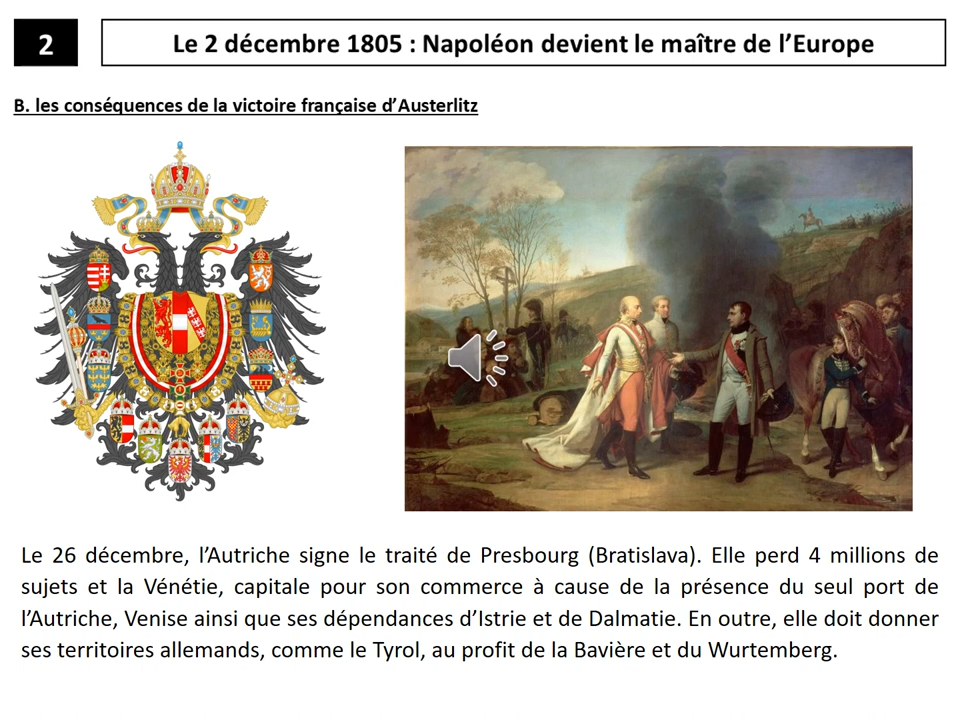 2
Le 2 décembre 1805 : Napoléon devient le maître de l’Europe
B. les conséquences de la victoire française d’Austerlitz
Le 26 décembre, l’Autriche signe le traité de Presbourg (Bratislava). Elle perd 4 millions de
sujets et la Vénétie, capitale pour son commerce à cause de la présence du seul port de
l’Autriche, Venise ainsi que ses dépendances d’Istrie et de Dalmatie. En outre, elle doit donner
ses territoires allemands, comme le Tyrol, au profit de la Bavière et du Wurtemberg.